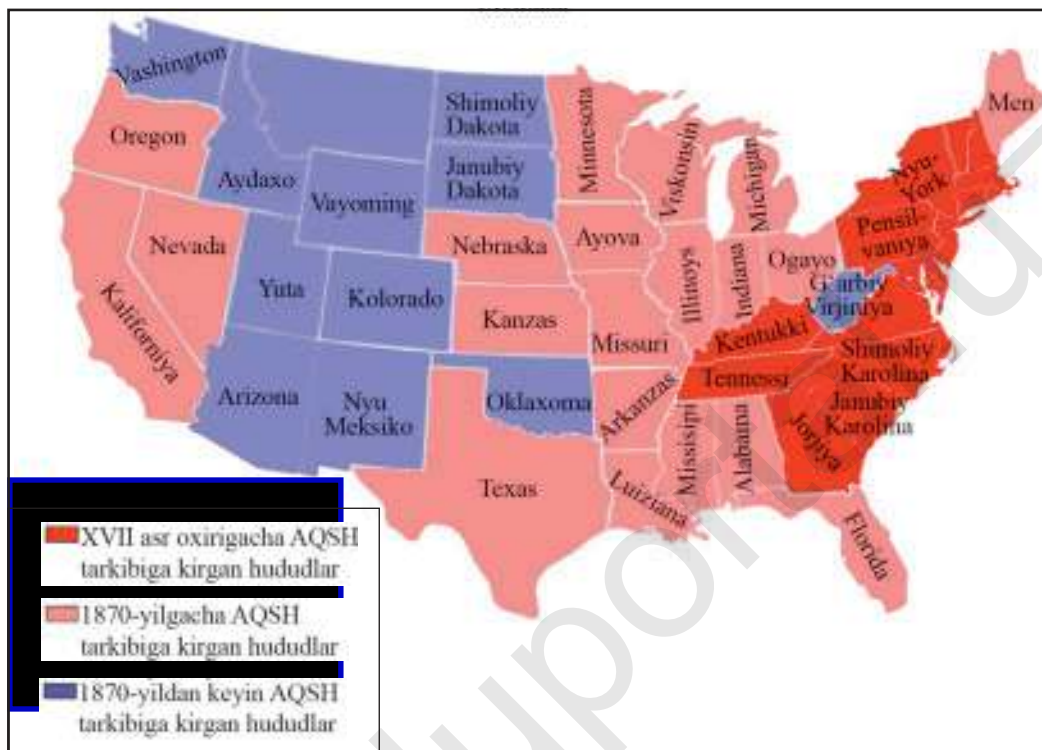 Vashington
Oregon
Aydaxo
Shimoliy
Dakota
Janubiy
Dakota
Vayoming
Minnesota
Viskonsin
Michigan
Men
Nyu-
York
Pensil-
vaniya
Nevada
Kaliforniya
Yuta
Kolorado
Nebraska
Kanzas
Ayova
Illinoys
Indiana
Ogayo
G'arbiy
Virjiniya
Missuri
Kentukki
Tennessi
Shimoliy
Karolina
Janubiy
Karolina
Jorjiya
Arizona
Nyu
Meksiko
Oklaxoma
Arkanzas
Missisipi
Alabama
Texas
Luiziana
Florida
XVII asr oxirigacha AQSH
tarkibiga kirgan hududlar
1870-yilgacha AQSH
tarkibiga kirgan hududlar
1870-yildan keyin AQSH
tarkibiga kirgan hududlar